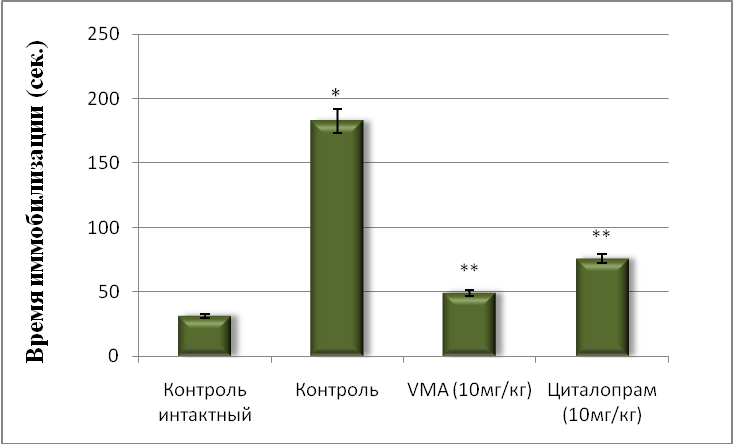 Время иммобилизации (сек.)
250
200
150
100
50
0
*
**
**
Контроль
интактный
Контроль
VMA (10мг/кг)
Циталопрам
(10мг/кг)